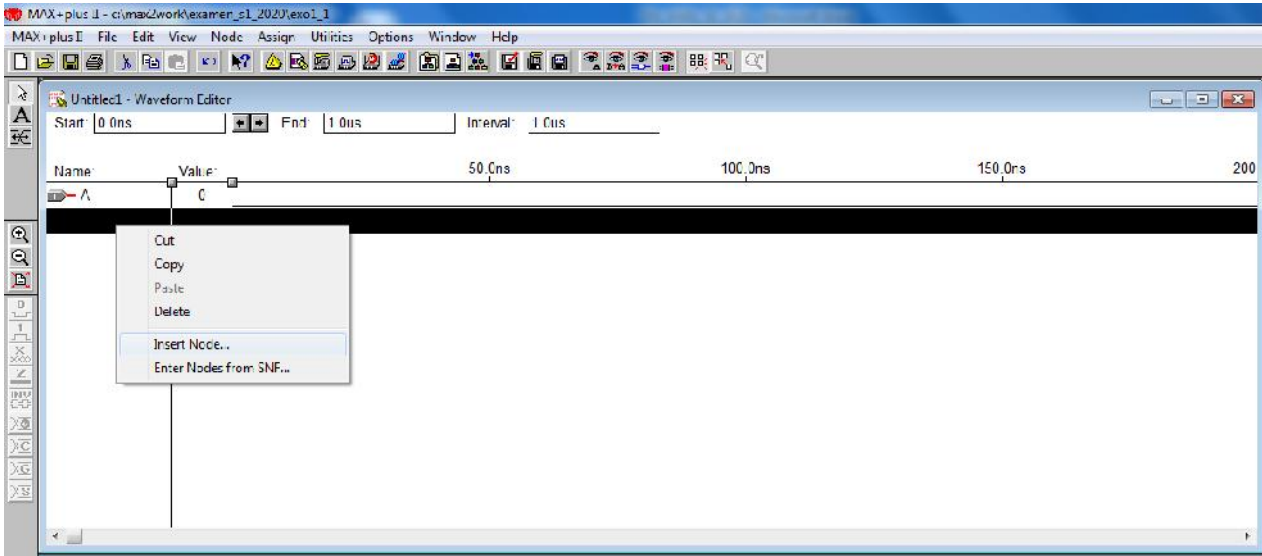 MAX+plus II - c:\max2work\examen_s1_2020\exo1_1
MAX+plus II File Edit View Node Assign Utilities Options Window Help
Untitled1 - Waveform Editor
Start: 0.0ns End: 1.0us Interval: 1.0us
Name: Value: 50.0ns 100.0ns 150.0ns 200
A 0
Cut
Copy
Paste
Delete
Insert Node...
Enter Nodes from SNF...